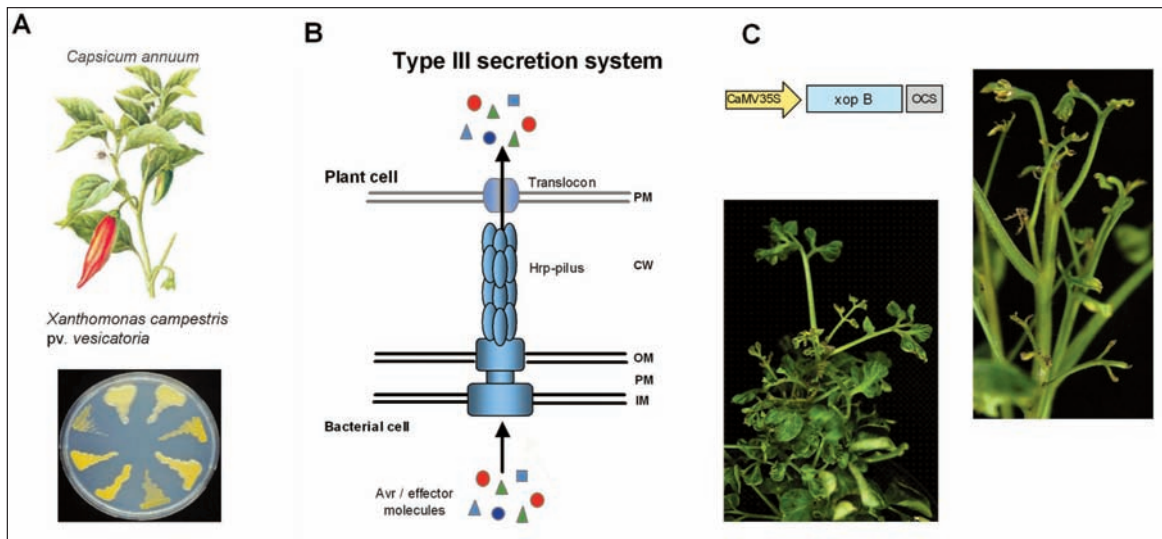 A
Capsicum annuum
Xanthomonas campestris
pv. vesicatoria
B
Type III secretion system
Plant cell
Translocon
PM
Hrp-pilus
CW
OM
PM
IM
Bacterial cell
Avr / effector
molecules
C
CaMV35S
xop B
OCS